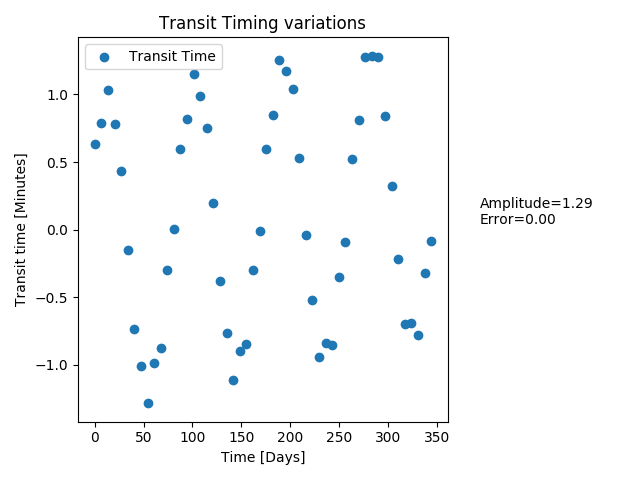 Transit Timing variations
Transit Time
1.0
0.5
0.0
−0.5
−1.0
Transit time [Minutes]
0 50 100 150 200 250 300 350
Time [Days]
Amplitude=1.29
Error=0.00